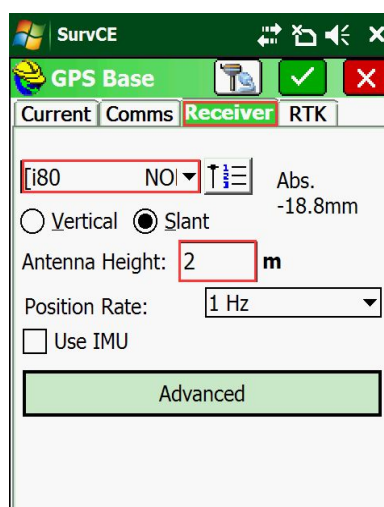 SurvCE
GPS Base
Current Comms Receiver RTK
[i80 NO
Abs.
-18.8mm
Vertical Slant
Antenna Height: 2 m
Position Rate: 1 Hz
Use IMU
Advanced